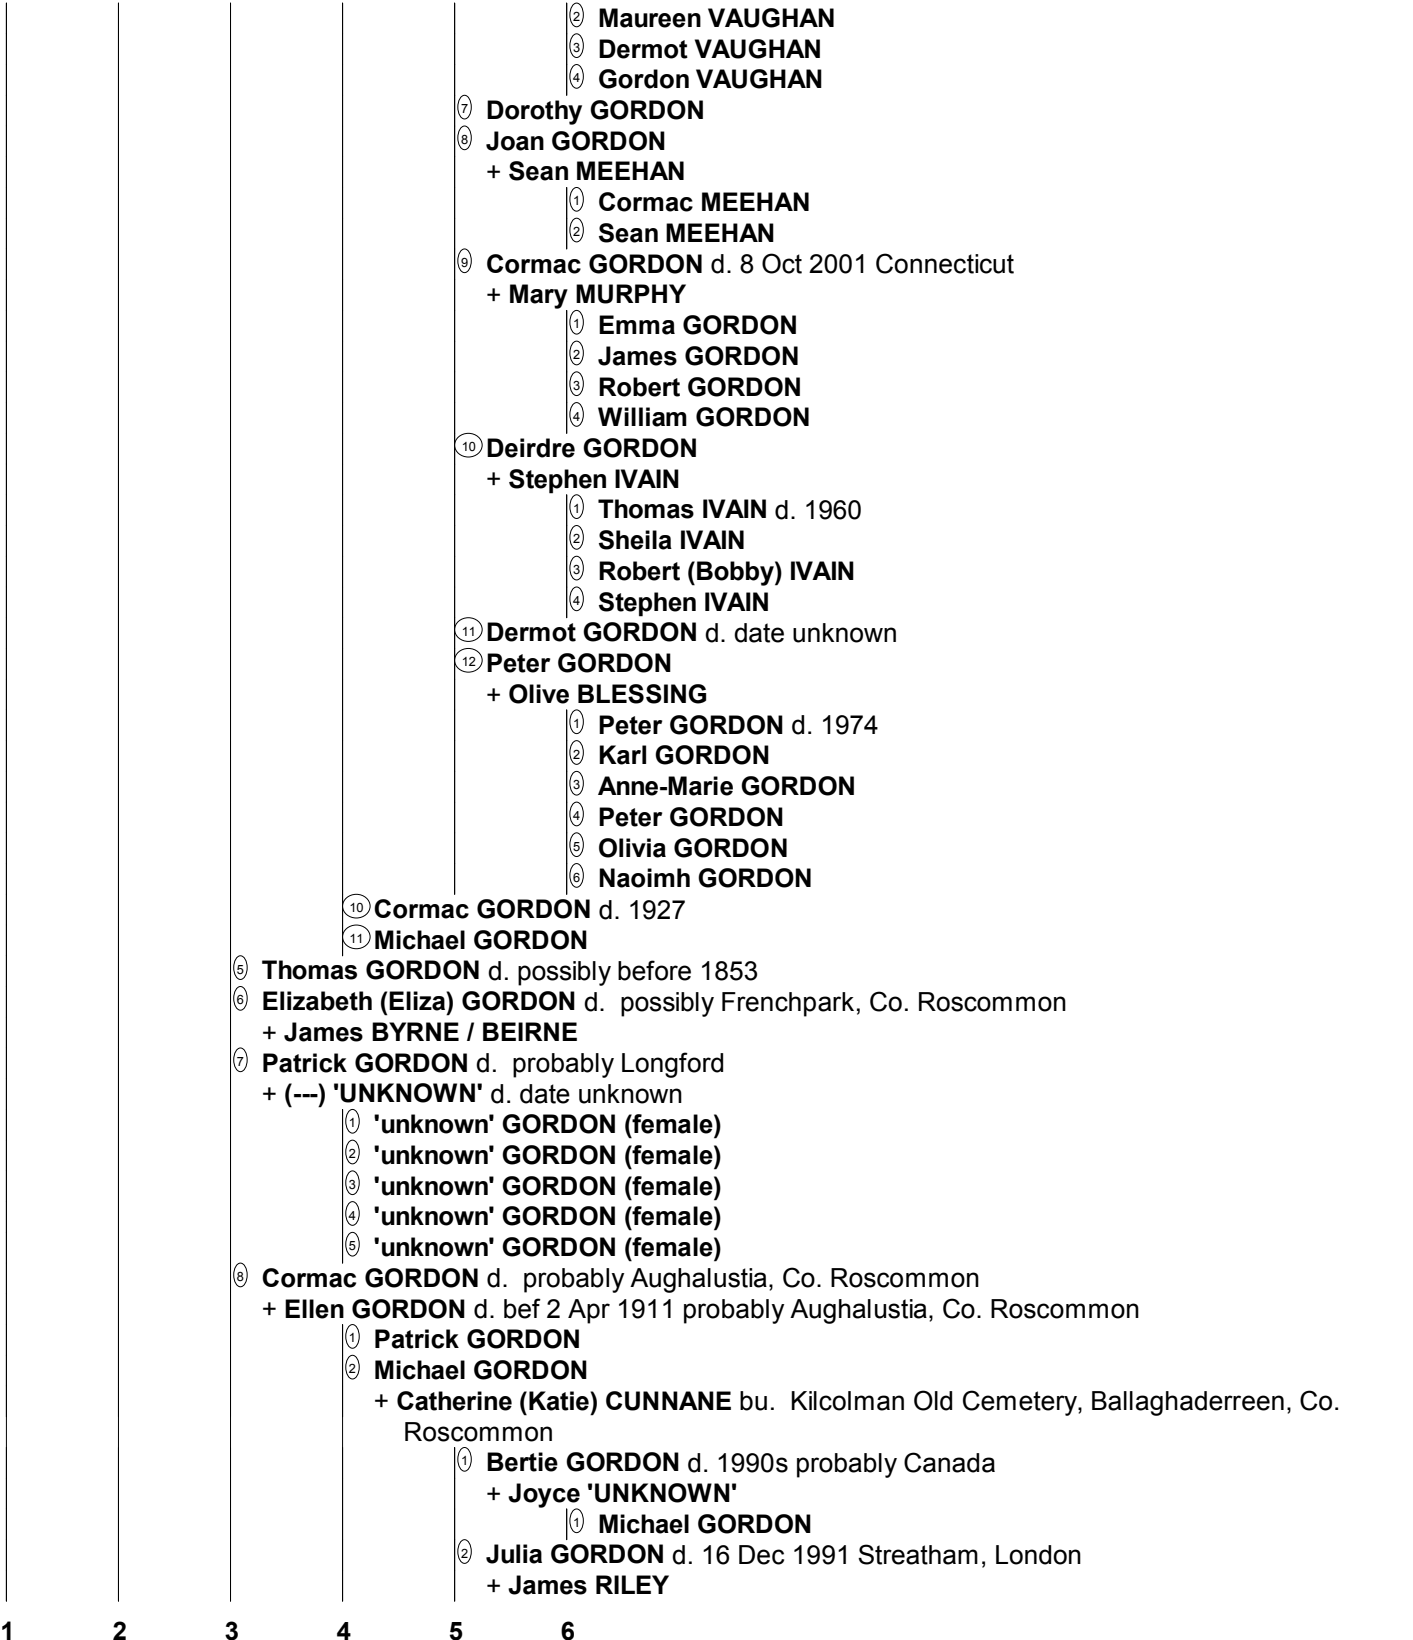 ② Maureen VAUGHAN
③ Dermot VAUGHAN
④ Gordon VAUGHAN
⑦ Dorothy GORDON
⑧ Joan GORDON
+ Sean MEEHAN
① Cormac MEEHAN
② Sean MEEHAN
⑨ Cormac GORDON d. 8 Oct 2001 Connecticut
+ Mary MURPHY
① Emma GORDON
② James GORDON
③ Robert GORDON
④ William GORDON
⑩ Deirdre GORDON
+ Stephen IVAIN
① Thomas IVAIN d. 1960
② Sheila IVAIN
③ Robert (Bobby) IVAIN
④ Stephen IVAIN
⑪ Dermot GORDON d. date unknown
⑫ Peter GORDON
+ Olive BLESSING
① Peter GORDON d. 1974
② Karl GORDON
③ Anne-Marie GORDON
④ Peter GORDON
⑤ Olivia GORDON
⑥ Naoimh GORDON
⑩ Cormac GORDON d. 1927
⑪ Michael GORDON
⑤ Thomas GORDON d. possibly before 1853
⑥ Elizabeth (Eliza) GORDON d. possibly Frenchpark, Co. Roscommon
+ James BYRNE / BEIRNE
⑦ Patrick GORDON d. probably Longford
+ (---) 'UNKNOWN' d. date unknown
① 'unknown' GORDON (female)
② 'unknown' GORDON (female)
③ 'unknown' GORDON (female)
④ 'unknown' GORDON (female)
⑤ 'unknown' GORDON (female)
⑧ Cormac GORDON d. probably Aughalustia, Co. Roscommon
+ Ellen GORDON d. bef 2 Apr 1911 probably Aughalustia, Co. Roscommon
① Patrick GORDON
② Michael GORDON
+ Catherine (Katie) CUNNANE bu. Kilcolman Old Cemetery, Ballaghaderreen, Co.
Roscommon
① Bertie GORDON d. 1990s probably Canada
+ Joyce 'UNKNOWN'
① Michael GORDON
② Julia GORDON d. 16 Dec 1991 Streatham, London
+ James RILEY
1 2 3 4 5 6